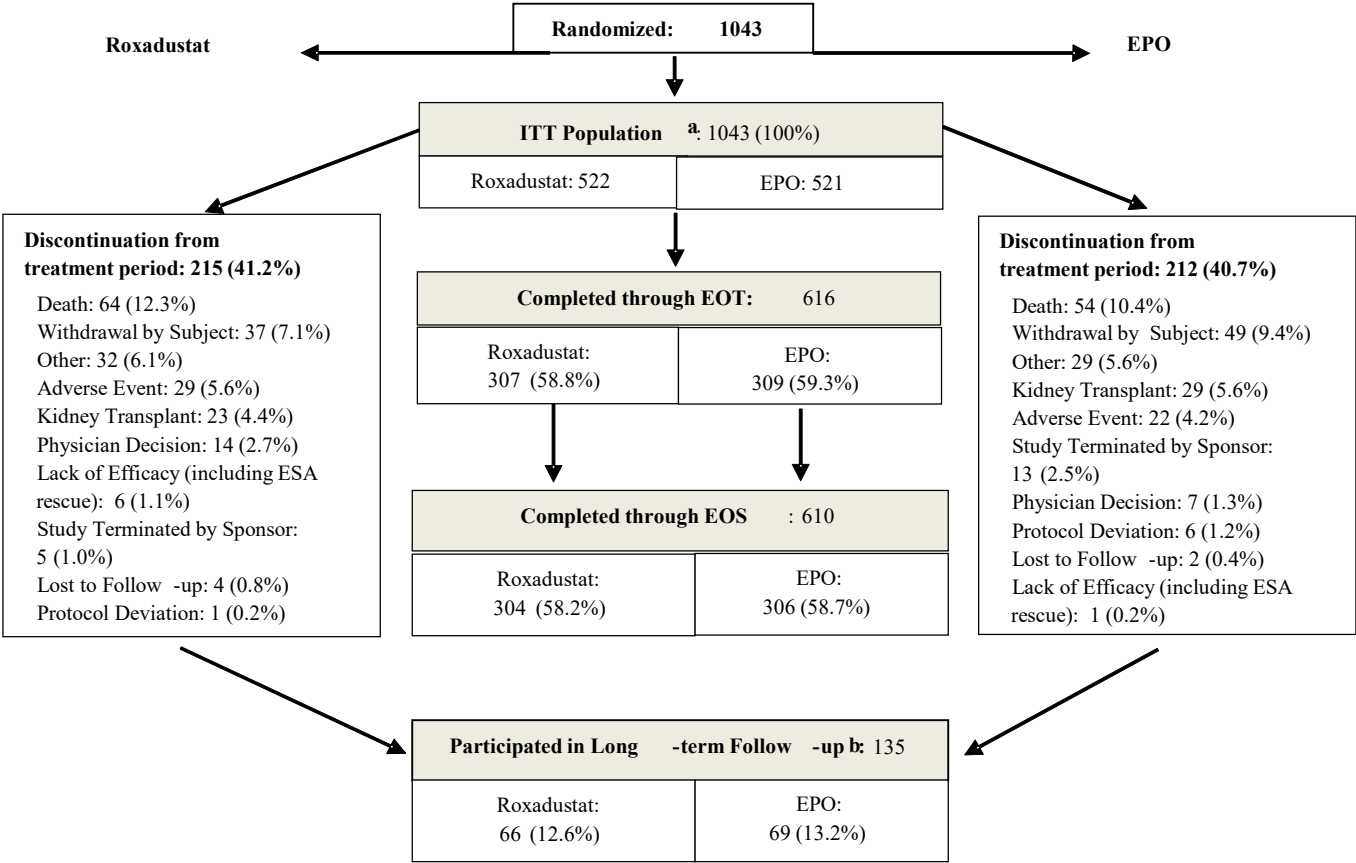 Randomized: 1043
Roxadustat
EPO
ITT Population a: 1043 (100%)
Roxadustat: 522
EPO: 521
Discontinuation from
treatment period: 215 (41.2%)
Death: 64 (12.3%)
Withdrawal by Subject: 37 (7.1%)
Other: 32 (6.1%)
Adverse Event: 29 (5.6%)
Kidney Transplant: 23 (4.4%)
Physician Decision: 14 (2.7%)
Lack of Efficacy (including ESA
rescue): 6 (1.1%)
Study Terminated by Sponsor:
5 (1.0%)
Lost to Follow -up: 4 (0.8%)
Protocol Deviation: 1 (0.2%)
Completed through EOT: 616
Roxadustat:
307 (58.8%)
EPO:
309 (59.3%)
Completed through EOS : 610
Roxadustat:
304 (58.2%)
EPO:
306 (58.7%)
Discontinuation from
treatment period: 212 (40.7%)
Death: 54 (10.4%)
Withdrawal by Subject: 49 (9.4%)
Other: 29 (5.6%)
Kidney Transplant: 29 (5.6%)
Adverse Event: 22 (4.2%)
Study Terminated by Sponsor:
13 (2.5%)
Physician Decision: 7 (1.3%)
Protocol Deviation: 6 (1.2%)
Lost to Follow -up: 2 (0.4%)
Lack of Efficacy (including ESA
rescue): 1 (0.2%)
Participated in Long -term Follow -up b: 135
Roxadustat:
66 (12.6%)
EPO:
69 (13.2%)